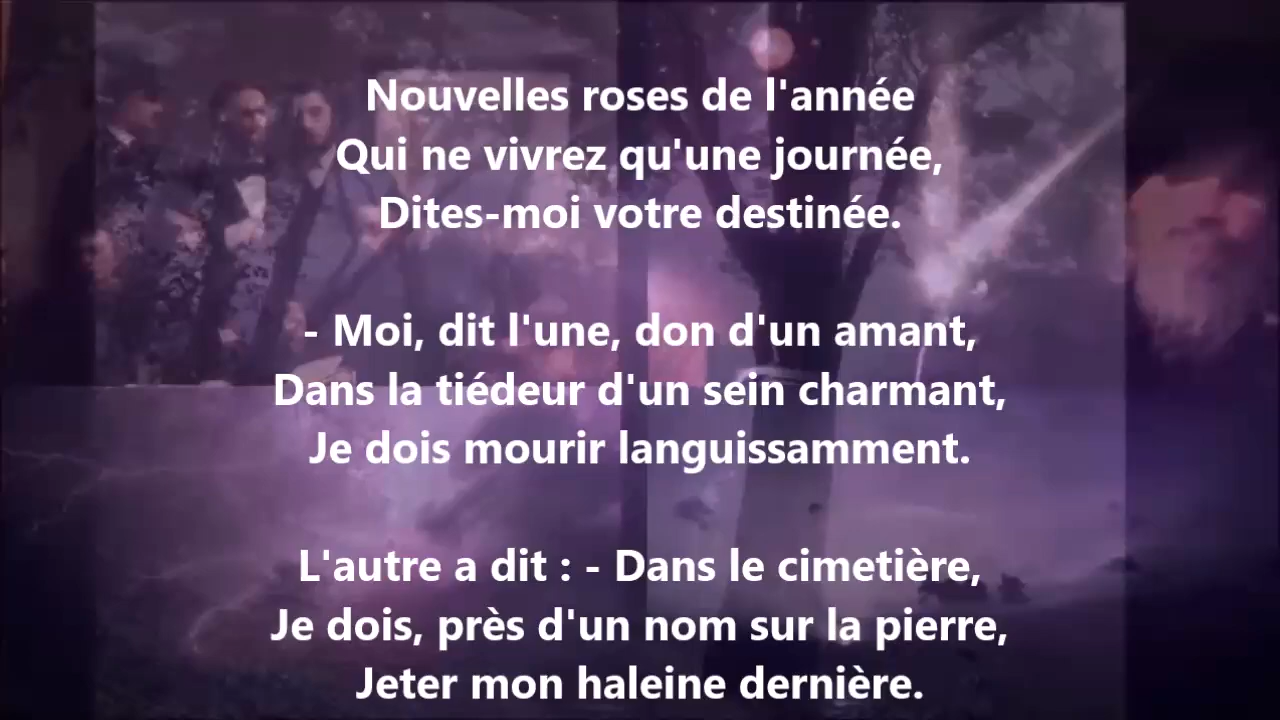 Nouvelles roses de l'année
Qui ne vivrez qu'une journée,
Dites-moi votre destinée.
- Moi, dit l'une, don d'un amant,
Dans la tiédeur d'un sein charmant,
Je dois mourir languissamment.
L'autre a dit : - Dans le cimetière,
Je dois, près d'un nom sur la pierre,
Jeter mon haleine dernière.